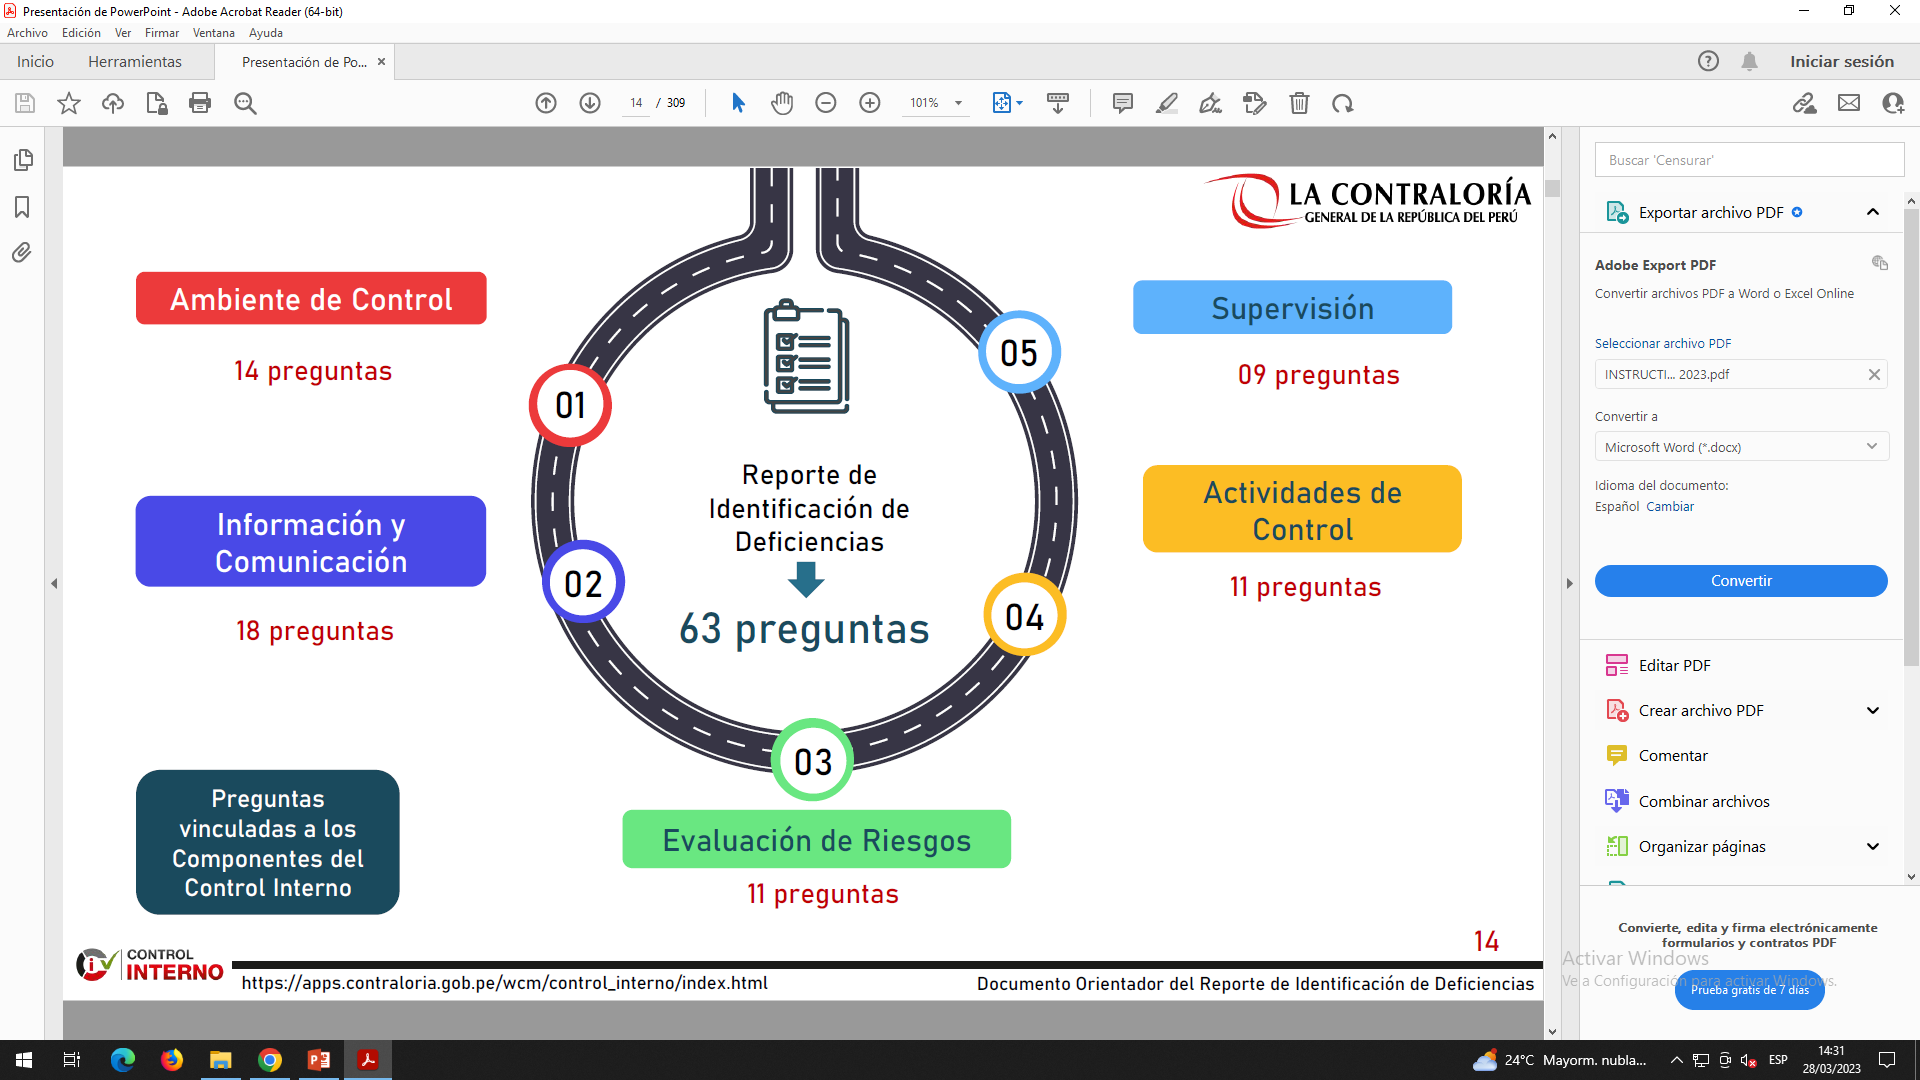 Presentación de PowerPoint - Adobe Acrobat Reader (64-bit)
Archivo Edición Ver Firmar Ventana Ayuda
Inicio Herramientas Presentación de Po... × Iniciar sesión
14 / 309 101%
LA CONTRALORÍA
GENERAL DE LA REPÚBLICA DEL PERÚ
Ambiente de Control
14 preguntas
01
Información y
Comunicación
18 preguntas
02
Reporte de
Identificación de
Deficiencias
63 preguntas
03
Evaluación de Riesgos
11 preguntas
Supervisión
09 preguntas
05
Actividades de
Control
11 preguntas
04
Preguntas
vinculadas a los
Componentes del
Control Interno
14
CONTROL
INTERNO
https://apps.contraloria.gob.pe/wcm/control_interno/index.html
Documento Orientador del Reporte de Identificación de Deficiencias
Buscar 'Censurar'
Exportar archivo PDF
Adobe Export PDF
Convertir archivos PDF a Word o Excel Online
Seleccionar archivo PDF
INSTRUCTI... 2023.pdf
Convertir a
Microsoft Word (*.docx)
Idioma del documento:
Español Cambiar
Convertir
Editar PDF
Crear archivo PDF
Comentar
Combinar archivos
Organizar páginas
Convierte, edita y firma electrónicamente
formularios y contratos PDF
Activar Windows
Ve a Configuración para activar Windows.
Prueba gratis de 7 días
24°C Mayorm. nubla... ESP
14:31
28/03/2023